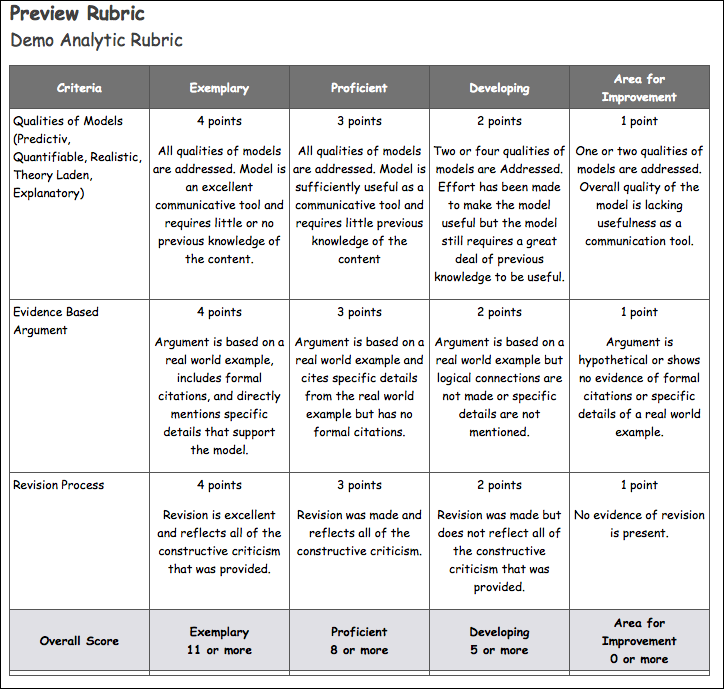 Preview Rubric
Demo Analytic Rubric
Criteria
Exemplary
Proficient
Developing
Area for
Improvement
Qualities of Models
(Predictiv,
Quantifiable, Realistic,
Theory Laden,
Explanatory)
4 points
All qualities of models
are addressed. Model is
an excellent
communicative tool and
requires little or no
previous knowledge of
the content.
3 points
All qualities of models
are addressed. Model is
sufficiently useful as a
communicative tool and
requires little previous
knowledge of the
content
2 points
Two or four qualities of
models are Addressed.
Effort has been made
to make the model
useful but the model
still requires a great
deal of previous
knowledge to be useful.
1 point
One or two qualities of
models are addressed.
Overall quality of the
model is lacking
usefulness as a
communication tool.
Evidence Based
Argument
4 points
Argument is based on a
real world example,
includes formal
citations, and directly
mentions specific
details that support
the model.
3 points
Argument is based on a
real world example and
cites specific details
from the real world
example but has no
formal citations.
2 points
Argument is based on a
real world example but
logical connections are
not made or specific
details are not
mentioned.
1 point
Argument is
hypothetical or shows
no evidence of formal
citations or specific
details of a real world
example.
Revision Process
4 points
Revision is excellent
and reflects all of the
constructive criticism
that was provided.
3 points
Revision was made and
reflects all of the
constructive criticism.
2 points
Revision was made but
does not reflect all of
the constructive
criticism that was
provided.
1 point
No evidence of revision
is present.
Overall Score
Exemplary
11 or more
Proficient
8 or more
Developing
5 or more
Area for
Improvement
0 or more